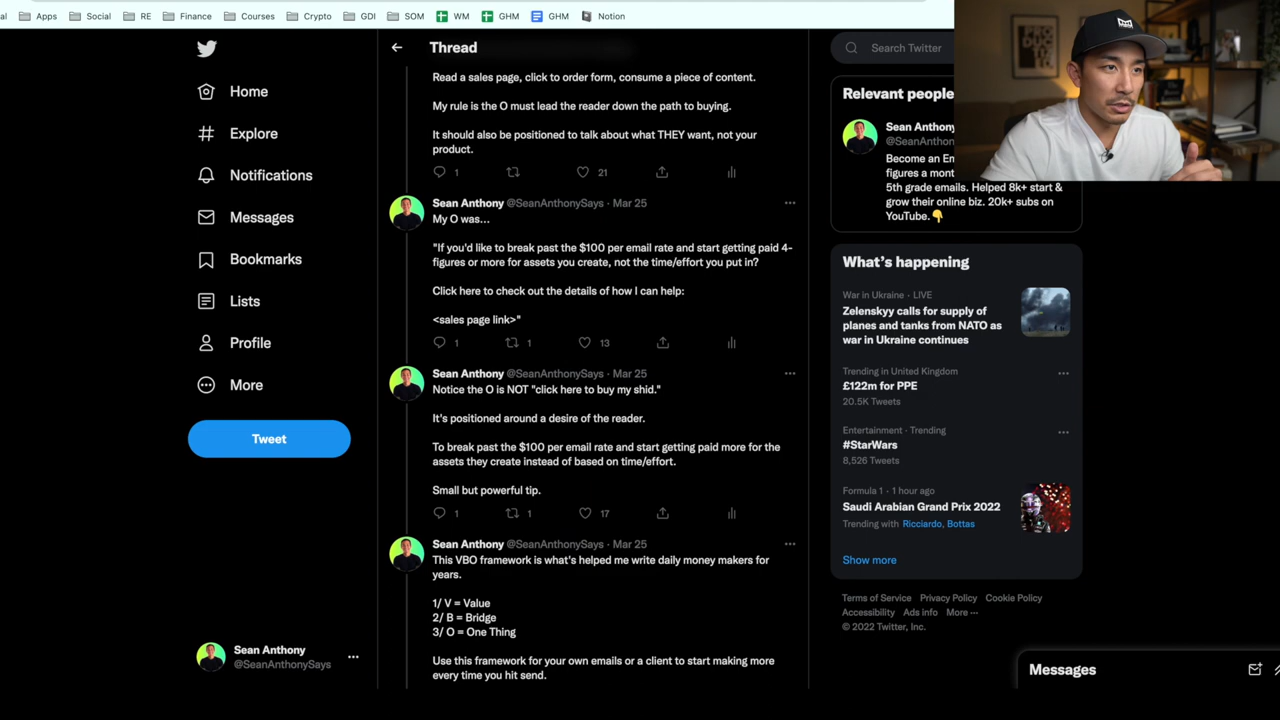 al
Apps
Social
RE
Finance
Courses
Crypto
GDI
SOM
WM
GHM
GHM
Notion
Home
Explore
Notifications
Messages
Bookmarks
Lists
Profile
More
Tweet
Sean Anthony
@SeanAnthonySays
Thread
Read a sales page, click to order form, consume a piece of content.
My rule is the O must lead the reader down the path to buying.
It should also be positioned to talk about what THEY want, not your
product.
1
21
Sean Anthony @SeanAnthonySays · Mar 25
My O was...
"If you'd like to break past the $100 per email rate and start getting paid 4-
figures or more for assets you create, not the time/effort you put in?
Click here to check out the details of how I can help:
<sales page link>"
1
1
13
Sean Anthony @SeanAnthonySays · Mar 25
Notice the O is NOT "click here to buy my shid."
It's positioned around a desire of the reader.
To break past the $100 per email rate and start getting paid more for the
assets they create instead of based on time/effort.
Small but powerful tip.
1
1
17
Sean Anthony @SeanAnthonySays · Mar 25
This VBO framework is what's helped me write daily money makers for
years.
1/ V = Value
2/ B = Bridge
3/ O = One Thing
Use this framework for your own emails or a client to start making more
every time you hit send.
Search Twitter
Relevant people
Sean Anthony
@SeanAnthony
Become an Em
figures a mont
5th grade emails. Helped 8k+ start &
grow their online biz. 20k+ subs on
YouTube.
What's happening
War in Ukraine · LIVE
Zelenskyy calls for supply of
planes and tanks from NATO as
war in Ukraine continues
Trending in United Kingdom
£122m for PPE
20.5K Tweets
Entertainment · Trending
#StarWars
8,526 Tweets
Formula 1 · 1 hour ago
Saudi Arabian Grand Prix 2022
Trending with Ricciardo, Bottas
Show more
Terms of Service Privacy Policy Cookie Policy
Accessibility Ads info More ···
© 2022 Twitter, Inc.
Messages